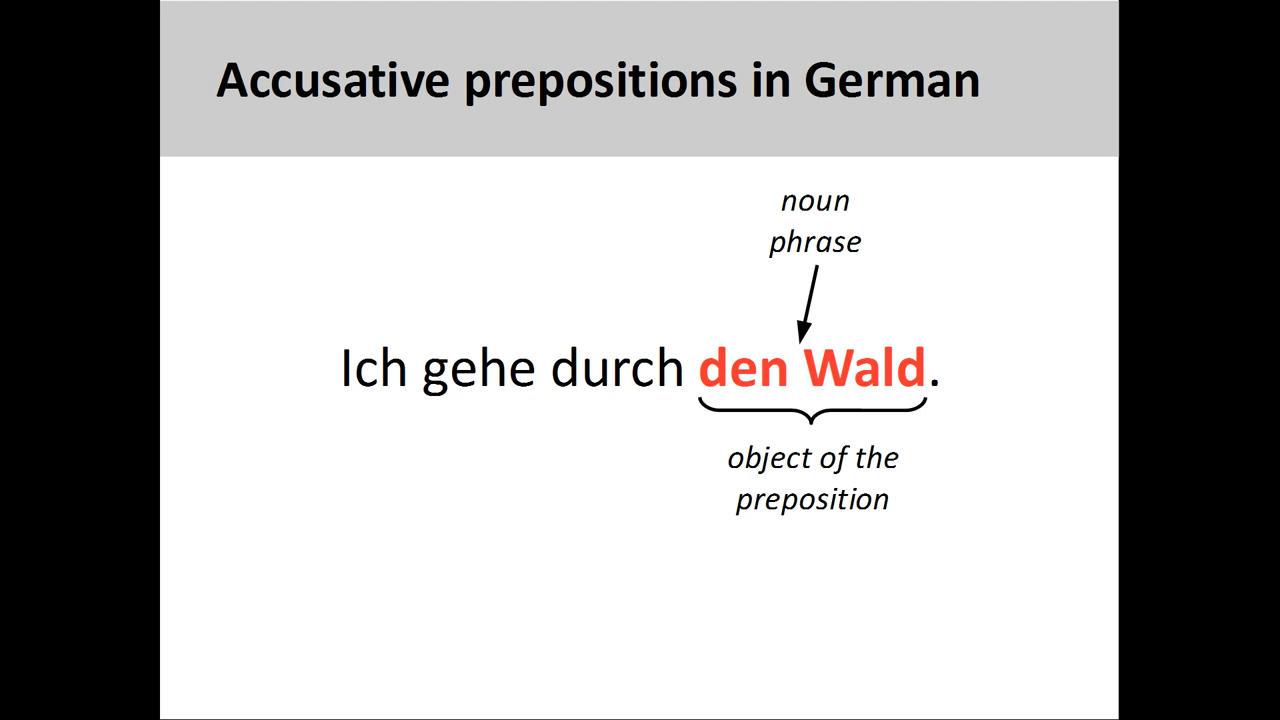 Accusative prepositions in German
noun
phrase
Ich gehe durch den Wald.
object of the
preposition